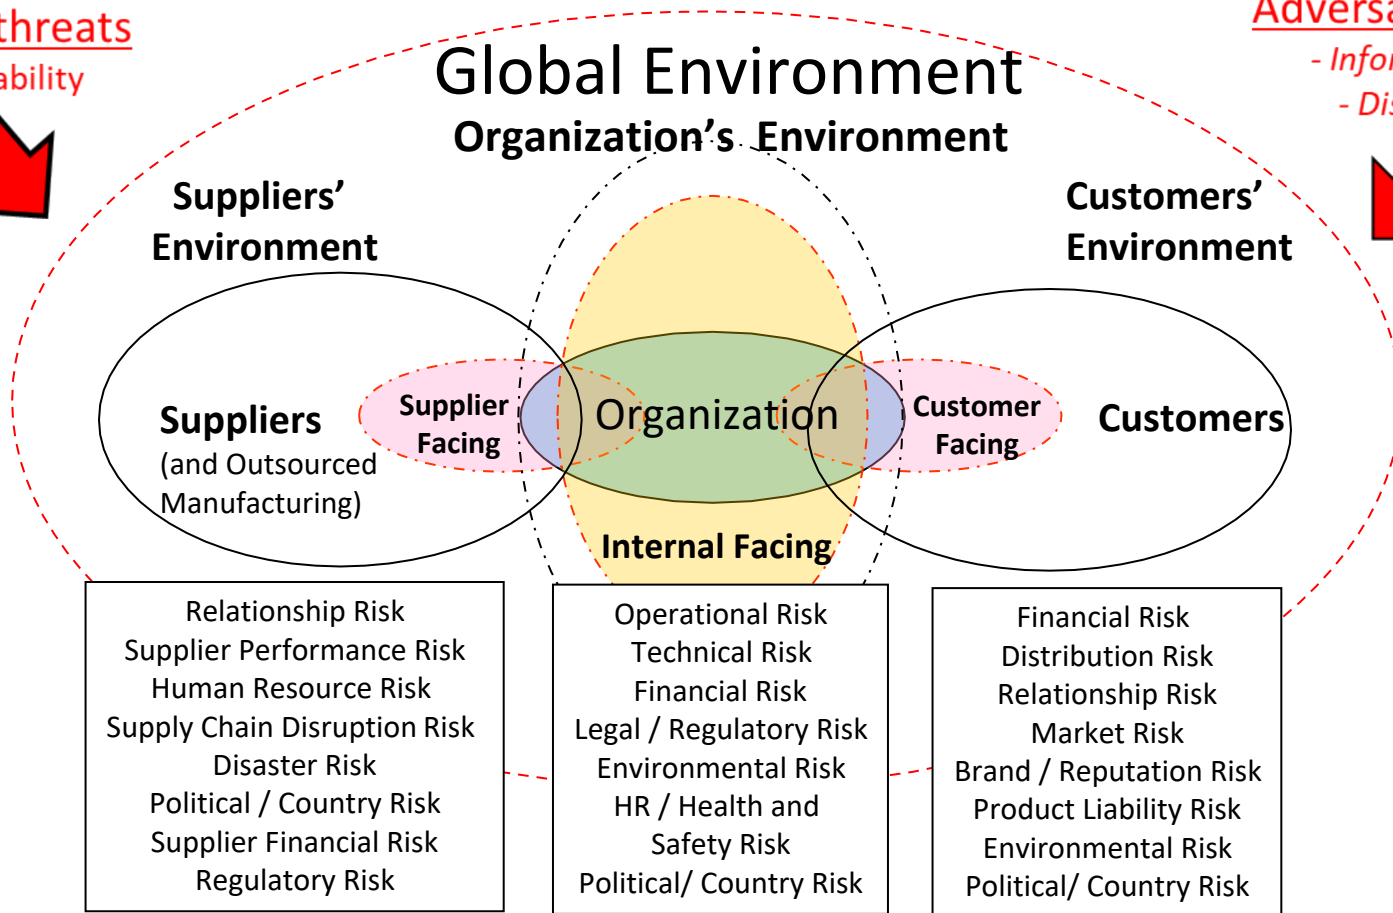 threats
Global Environment
Organization's Environment
- Dis
Suppliers'
Environment
Customers'
Environment
Suppliers
(and Outsourced
Manufacturing)
Supplier
Facing
Organization
Customer
Facing
Customers
Internal Facing
Relationship Risk
Supplier Performance Risk
Human Resource Risk
Supply Chain Disruption Risk
Disaster Risk
Political / Country Risk
Supplier Financial Risk
Regulatory Risk
Operational Risk
Technical Risk
Financial Risk
Legal / Regulatory Risk
Environmental Risk
HR / Health and
Safety Risk
Political/ Country Risk
Financial Risk
Distribution Risk
Relationship Risk
Market Risk
Brand / Reputation Risk
Product Liability Risk
Environmental Risk
Political/ Country Risk